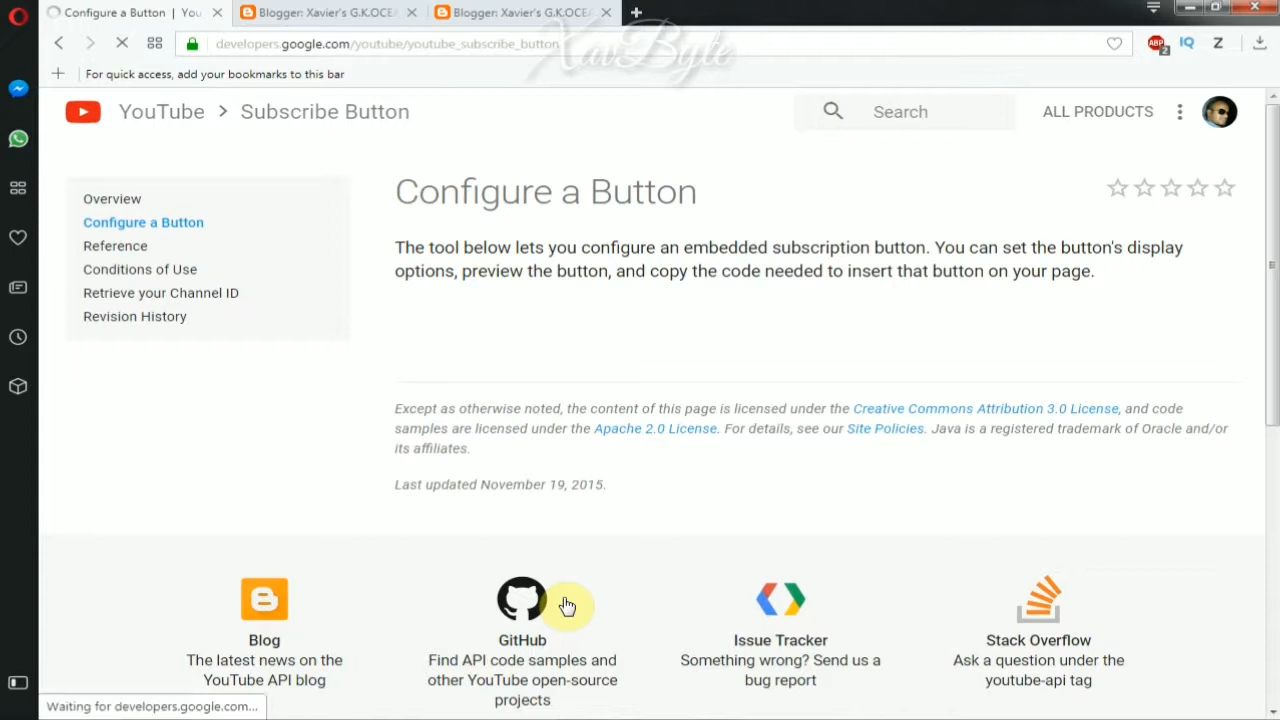 Configure a Button | You
Blogger: Xavier's G.K.OCEA
Blogger: Xavier's G.K.OCEA
developers.google.com/youtube/youtube_subscribe_button
XavByte
ABP
2
IQ
Z
For quick access, add your bookmarks to this bar
YouTube > Subscribe Button
Search
ALL PRODUCTS
Overview
Configure a Button
Reference
Conditions of Use
Retrieve your Channel ID
Revision History
Configure a Button
The tool below lets you configure an embedded subscription button. You can set the button's display
options, preview the button, and copy the code needed to insert that button on your page.
Except as otherwise noted, the content of this page is licensed under the Creative Commons Attribution 3.0 License, and code
samples are licensed under the Apache 2.0 License. For details, see our Site Policies. Java is a registered trademark of Oracle and/or
its affiliates.
Last updated November 19, 2015.
Blog
The latest news on the
YouTube API blog
GitHub
Find API code samples and
other YouTube open-source
projects
Issue Tracker
Something wrong? Send us a
bug report
Stack Overflow
Ask a question under the
youtube-api tag
Waiting for developers.google.com...